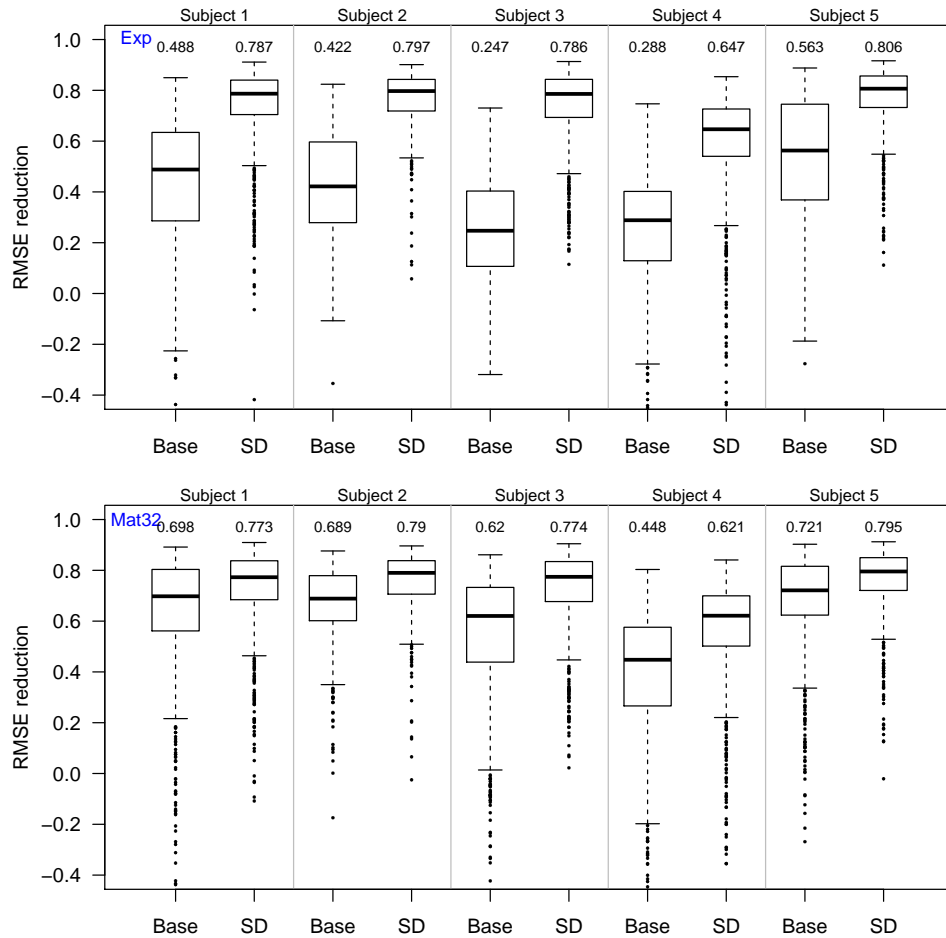 Subject 1 Subject 2 Subject 3 Subject 4 Subject 5
Exp 0.488 0.787 0.422 0.797 0.247 0.786 0.288 0.647 0.563 0.806
1.0
0.8
0.6
0.4
0.2
0.0
−0.2
−0.4
RMSE reduction
Base SD Base SD Base SD Base SD Base SD
Subject 1 Subject 2 Subject 3 Subject 4 Subject 5
Mat32 0.698 0.773 0.689 0.79 0.62 0.774 0.448 0.621 0.721 0.795
1.0
0.8
0.6
0.4
0.2
0.0
−0.2
−0.4
RMSE reduction
Base SD Base SD Base SD Base SD Base SD